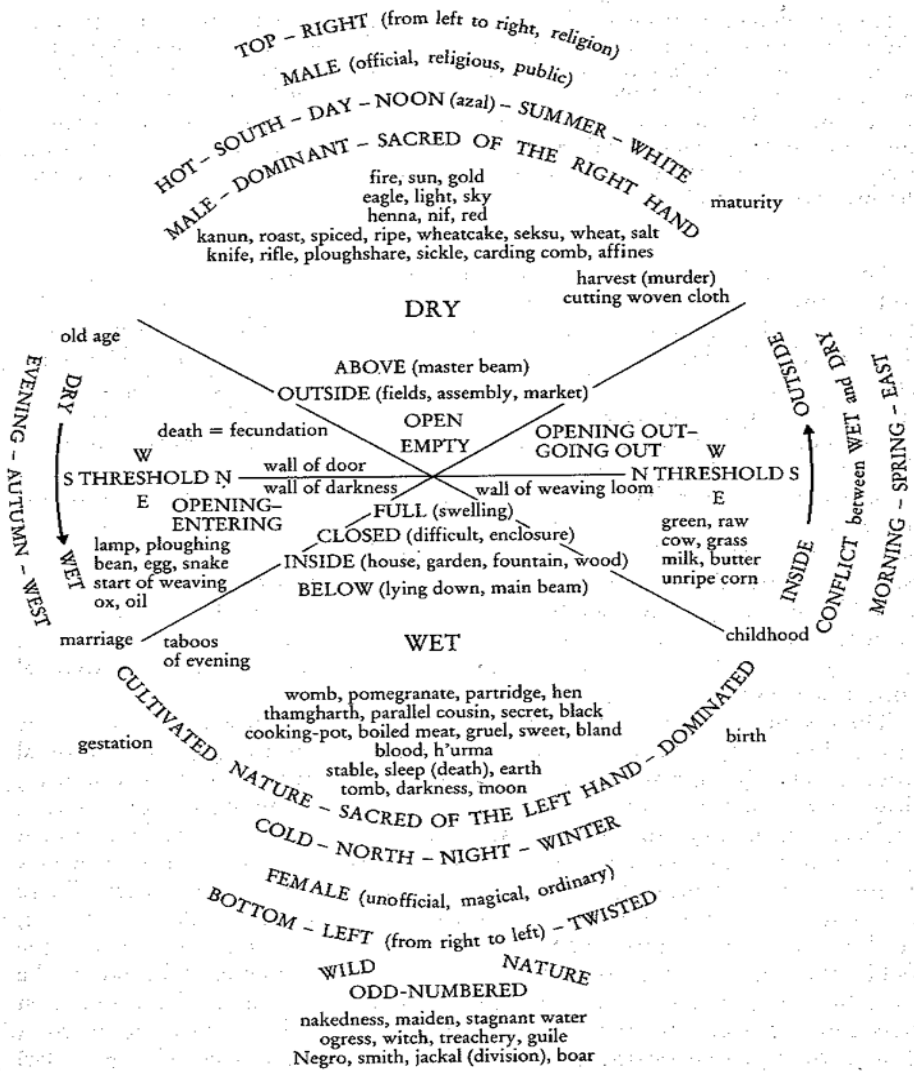 TOP – RIGHT (from left to right, religion)
MALE (official, religious, public)
HOT – SOUTH – DAY – NOON (azal) – SUMMER – WHITE
MALE – DOMINANT – SACRED OF THE RIGHT HAND
fire, sun, gold
eagle, light, sky
henna, nif, red
kanun, roast, spiced, ripe, wheatcake, seksu, wheat, salt
knife, rifle, ploughshare, sickle, carding comb, affines
maturity
harvest (murder)
cutting woven cloth
DRY
old age
ABOVE (master beam)
OUTSIDE (fields, assembly, market)
OPEN
EMPTY
death = fecundation
OPENING OUT–
GOING OUT
EVENING – AUTUMN – WEST
DRY
WET
W
S THRESHOLD N
E
wall of door
wall of darkness
wall of weaving loom
W
N THRESHOLD S
E
OUTSIDE
INSIDE
CONFLICT between WET and DRY
MORNING – SPRING – EAST
OPENING–
ENTERING
lamp, ploughing
bean, egg, snake
start of weaving
ox, oil
FULL (swelling)
CLOSED (difficult, enclosure)
INSIDE (house, garden, fountain, wood)
BELOW (lying down, main beam)
green, raw
cow, grass
milk, butter
unripe corn
marriage
taboos
of evening
WET
childhood
womb, pomegranate, partridge, hen
thamgharth, parallel cousin, secret, black
cooking-pot, boiled meat, gruel, sweet, bland
blood, h'urma
stable, sleep (death), earth
tomb, darkness, moon
gestation
birth
CULTIVATED NATURE – SACRED OF THE LEFT HAND – DOMINATED
COLD – NORTH – NIGHT – WINTER
FEMALE (unofficial, magical, ordinary)
BOTTOM – LEFT (from right to left) – TWISTED
WILD NATURE
ODD-NUMBERED
nakedness, maiden, stagnant water
ogress, witch, treachery, guile
Negro, smith, jackal (division), boar